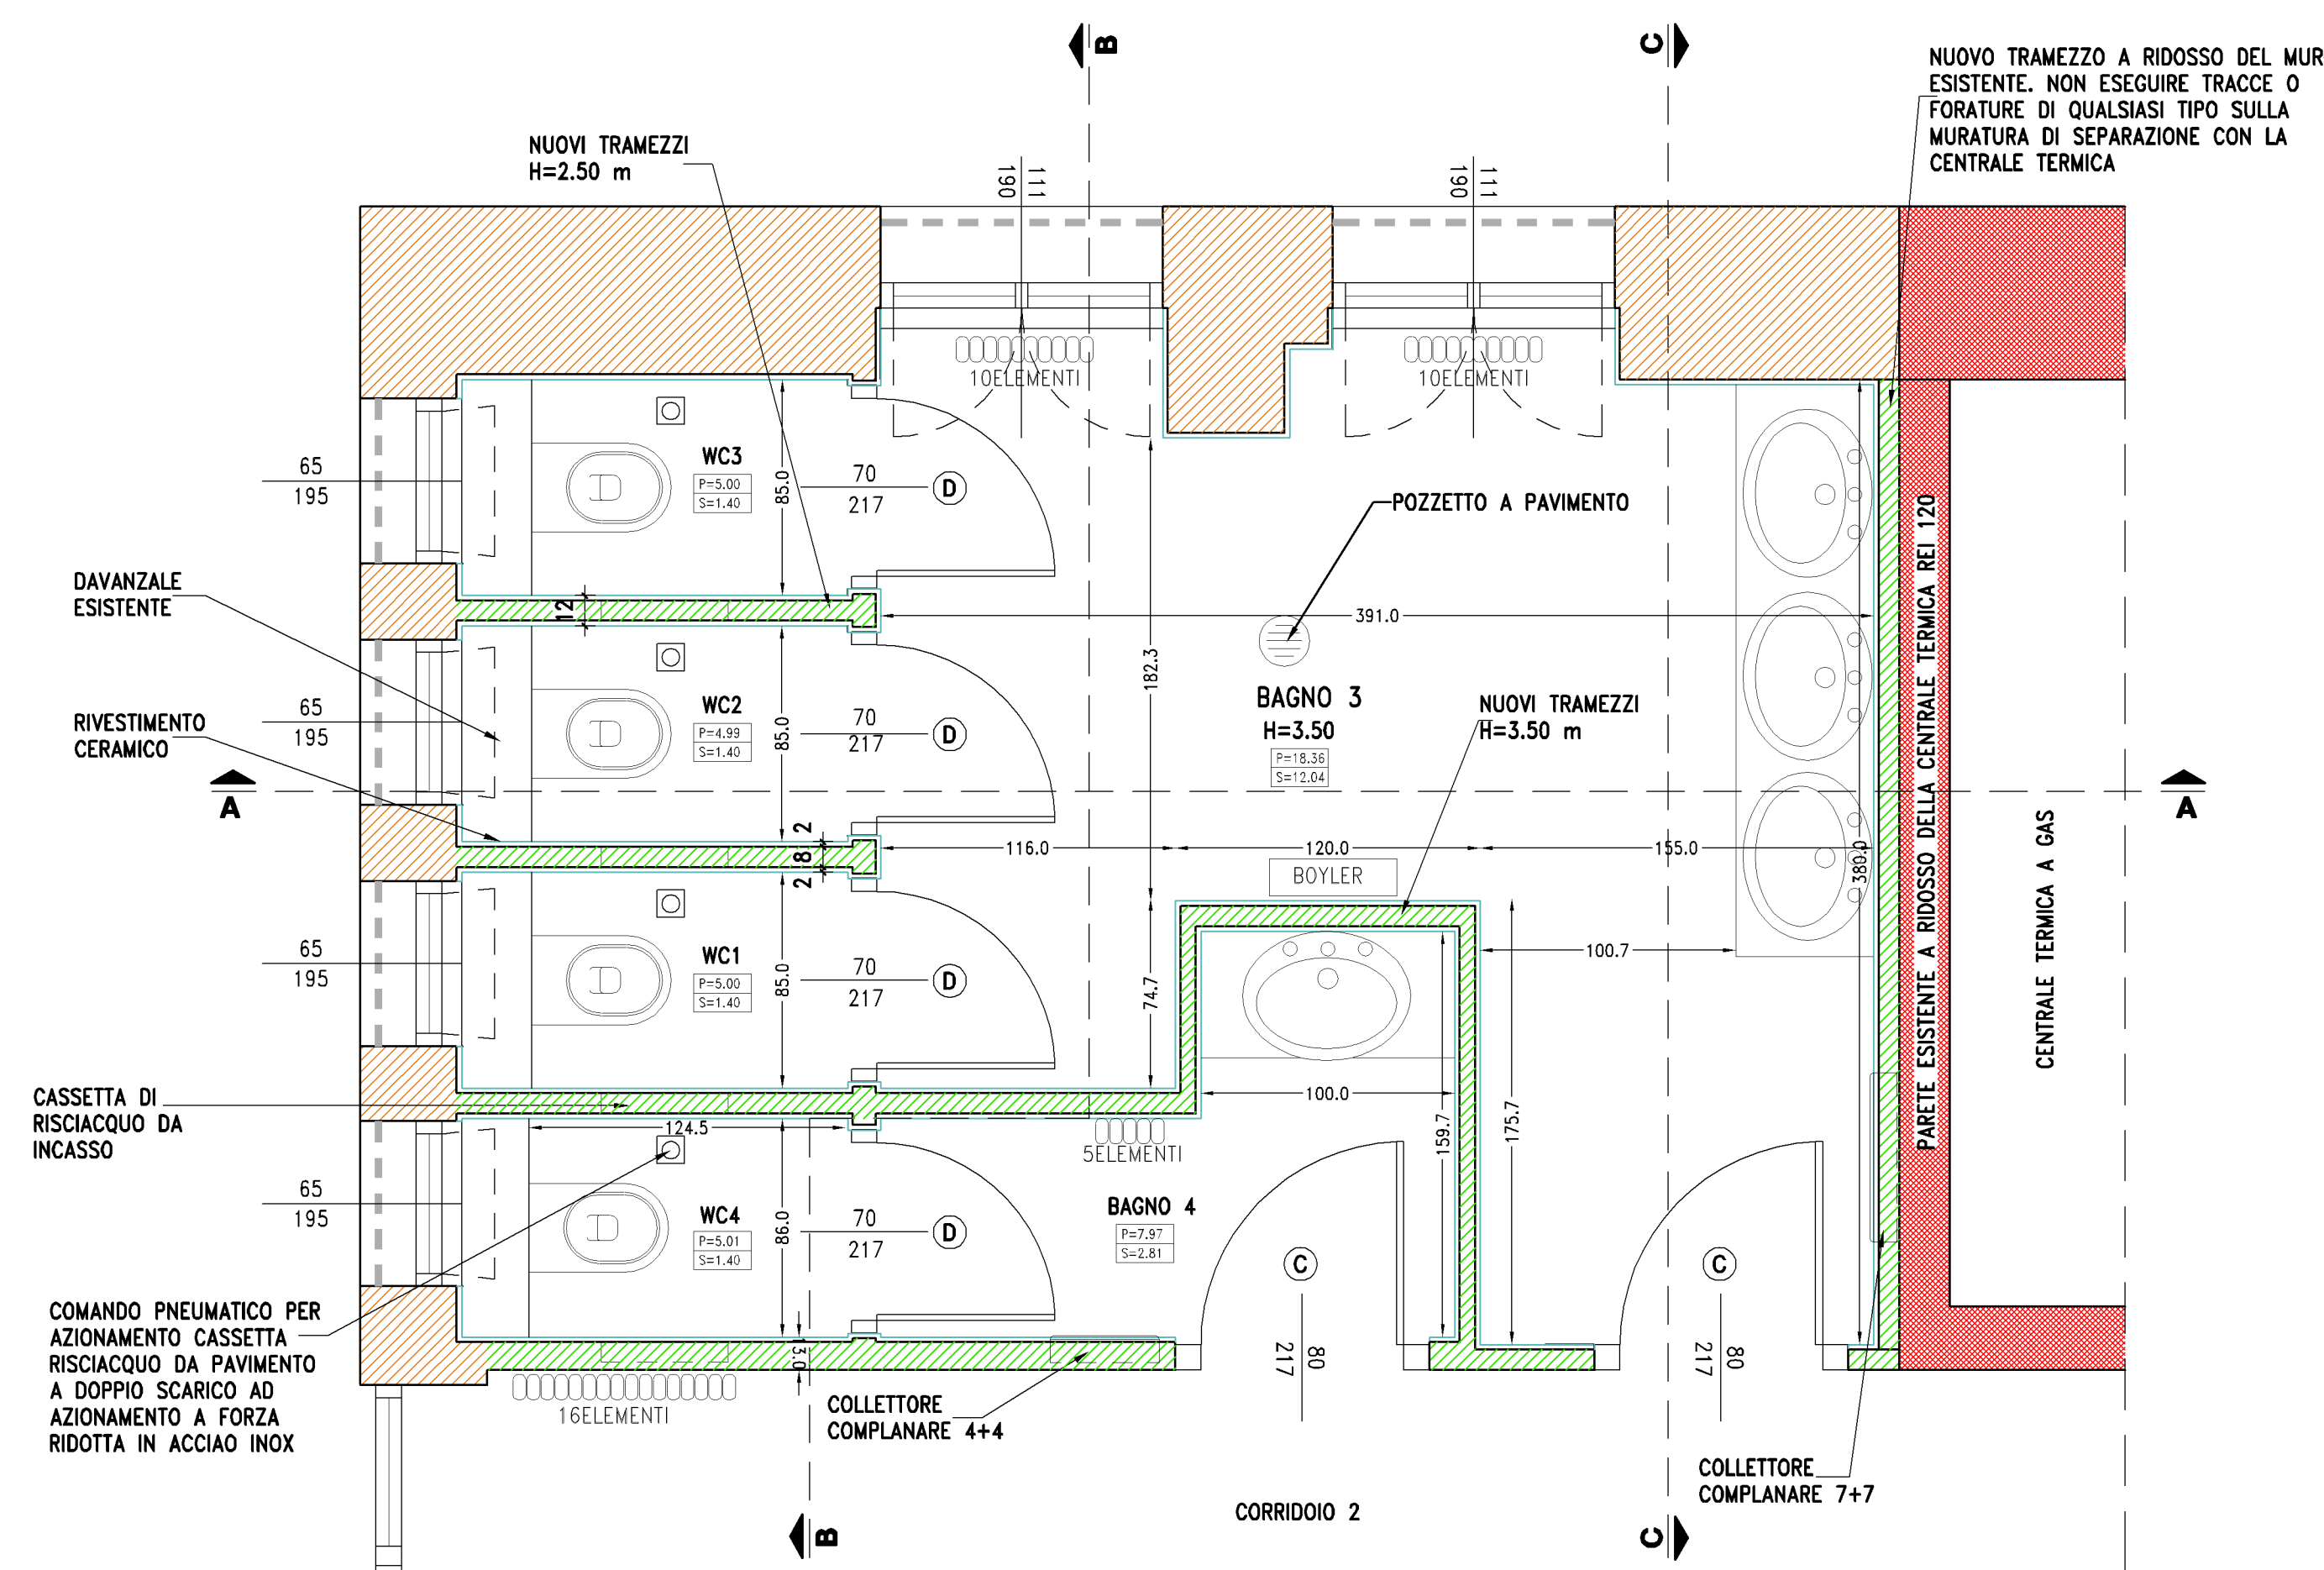 B
C
NUOVO TRAMEZZO A RIDOSSO DEL MUR
ESISTENTE. NON ESEGUIRE TRACCE O
FORATURE DI QUALSIASI TIPO SULLA
MURATURA DI SEPARAZIONE CON LA
CENTRALE TERMICA
NUOVI TRAMEZZI
H=2.50 m
111
190
111
190
10ELEMENTI
10ELEMENTI
WC3
P=5.00
S=1.40
85.0
70
217
D
65
195
POZZETTO A PAVIMENTO
DAVANZALE
ESISTENTE
12
391.0
182.3
BAGNO 3
H=3.50
P=18.36
S=12.04
NUOVI TRAMEZZI
H=3.50 m
WC2
P=4.99
S=1.40
85.0
70
217
D
65
195
RIVESTIMENTO
CERAMICO
A
A
2
8
2
116.0
120.0
155.0
380.0
BOYLER
PARETE ESISTENTE A RIDOSSO DELLA CENTRALE TERMICA REI 120
CENTRALE TERMICA A GAS
WC1
P=5.00
S=1.40
85.0
70
217
D
65
195
74.7
100.7
100.0
159.7
175.7
CASSETTA DI
RISCIACQUO DA
INCASSO
124.5
5ELEMENTI
WC4
P=5.01
S=1.40
86.0
70
217
D
65
195
BAGNO 4
P=7.97
S=2.81
C
80
217
C
80
217
COMANDO PNEUMATICO PER
AZIONAMENTO CASSETTA
RISCIACQUO DA PAVIMENTO
A DOPPIO SCARICO AD
AZIONAMENTO A FORZA
RIDOTTA IN ACCIAO INOX
13.0
16ELEMENTI
COLLETTORE
COMPLANARE 4+4
COLLETTORE
COMPLANARE 7+7
CORRIDOIO 2
B
C